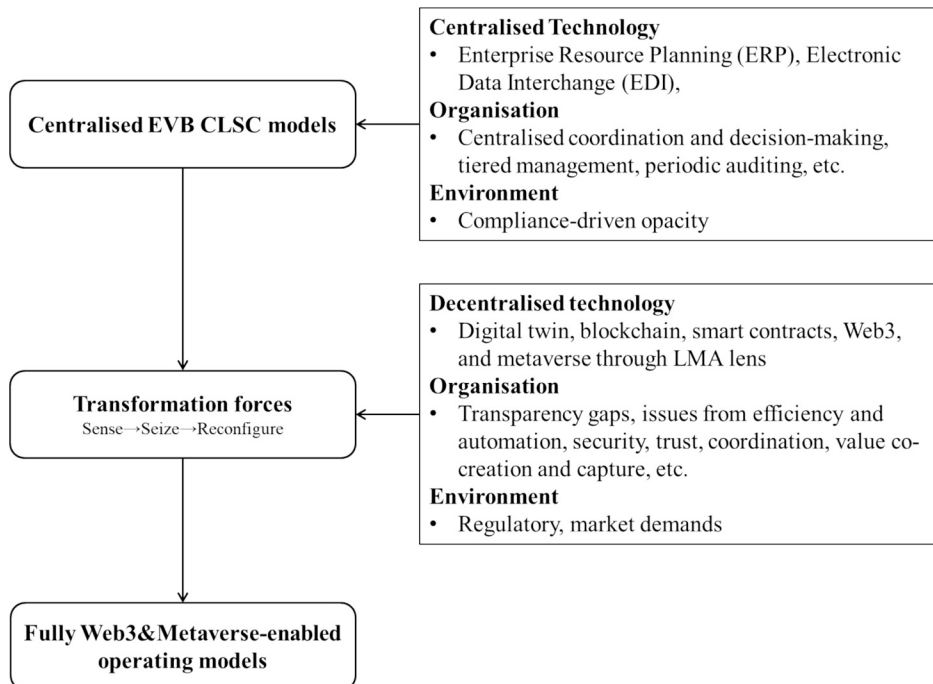 Centralised Technology
• Enterprise Resource Planning (ERP), Electronic
Data Interchange (EDI),
Organisation
• Centralised coordination and decision-making,
tiered management, periodic auditing, etc.
Environment
• Compliance-driven opacity
Centralised EVB CLSC models
Decentralised technology
• Digital twin, blockchain, smart contracts, Web3,
and metaverse through LMA lens
Organisation
• Transparency gaps, issues from efficiency and
automation, security, trust, coordination, value co-
creation and capture, etc.
Environment
• Regulatory, market demands
Transformation forces
Sense→Seize→Reconfigure
Fully Web3&Metaverse-enabled
operating models